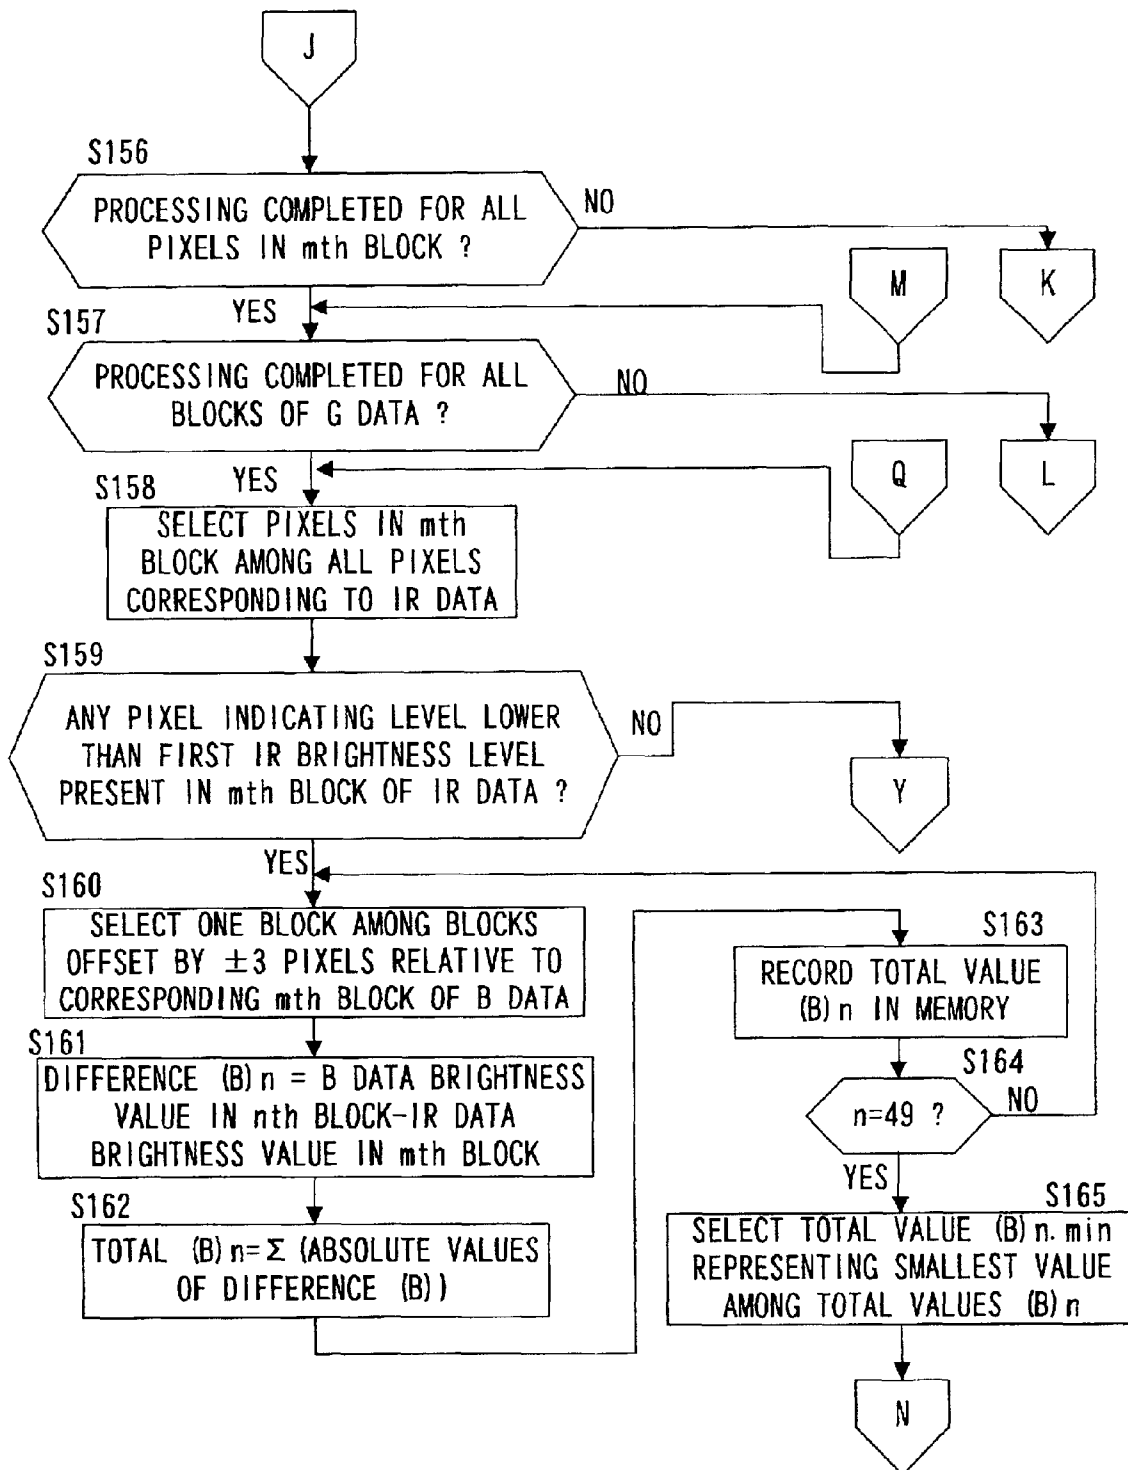 J
S156
PROCESSING COMPLETED FOR ALL
PIXELS IN mth BLOCK ?
NO
K
M
YES
S157
PROCESSING COMPLETED FOR ALL
BLOCKS OF G DATA ?
NO
L
Q
YES
S158
SELECT PIXELS IN mth
BLOCK AMONG ALL PIXELS
CORRESPONDING TO IR DATA
S159
ANY PIXEL INDICATING LEVEL LOWER
THAN FIRST IR BRIGHTNESS LEVEL
PRESENT IN mth BLOCK OF IR DATA ?
NO
Y
YES
S160
SELECT ONE BLOCK AMONG BLOCKS
OFFSET BY ±3 PIXELS RELATIVE TO
CORRESPONDING mth BLOCK OF B DATA
S161
DIFFERENCE (B)n = B DATA BRIGHTNESS
VALUE IN nth BLOCK-IR DATA
BRIGHTNESS VALUE IN mth BLOCK
S162
TOTAL (B)n=Σ (ABSOLUTE VALUES
OF DIFFERENCE (B))
S163
RECORD TOTAL VALUE
(B)n IN MEMORY
S164
n=49 ?
NO
YES
S165
SELECT TOTAL VALUE (B)n.min
REPRESENTING SMALLEST VALUE
AMONG TOTAL VALUES (B)n
N